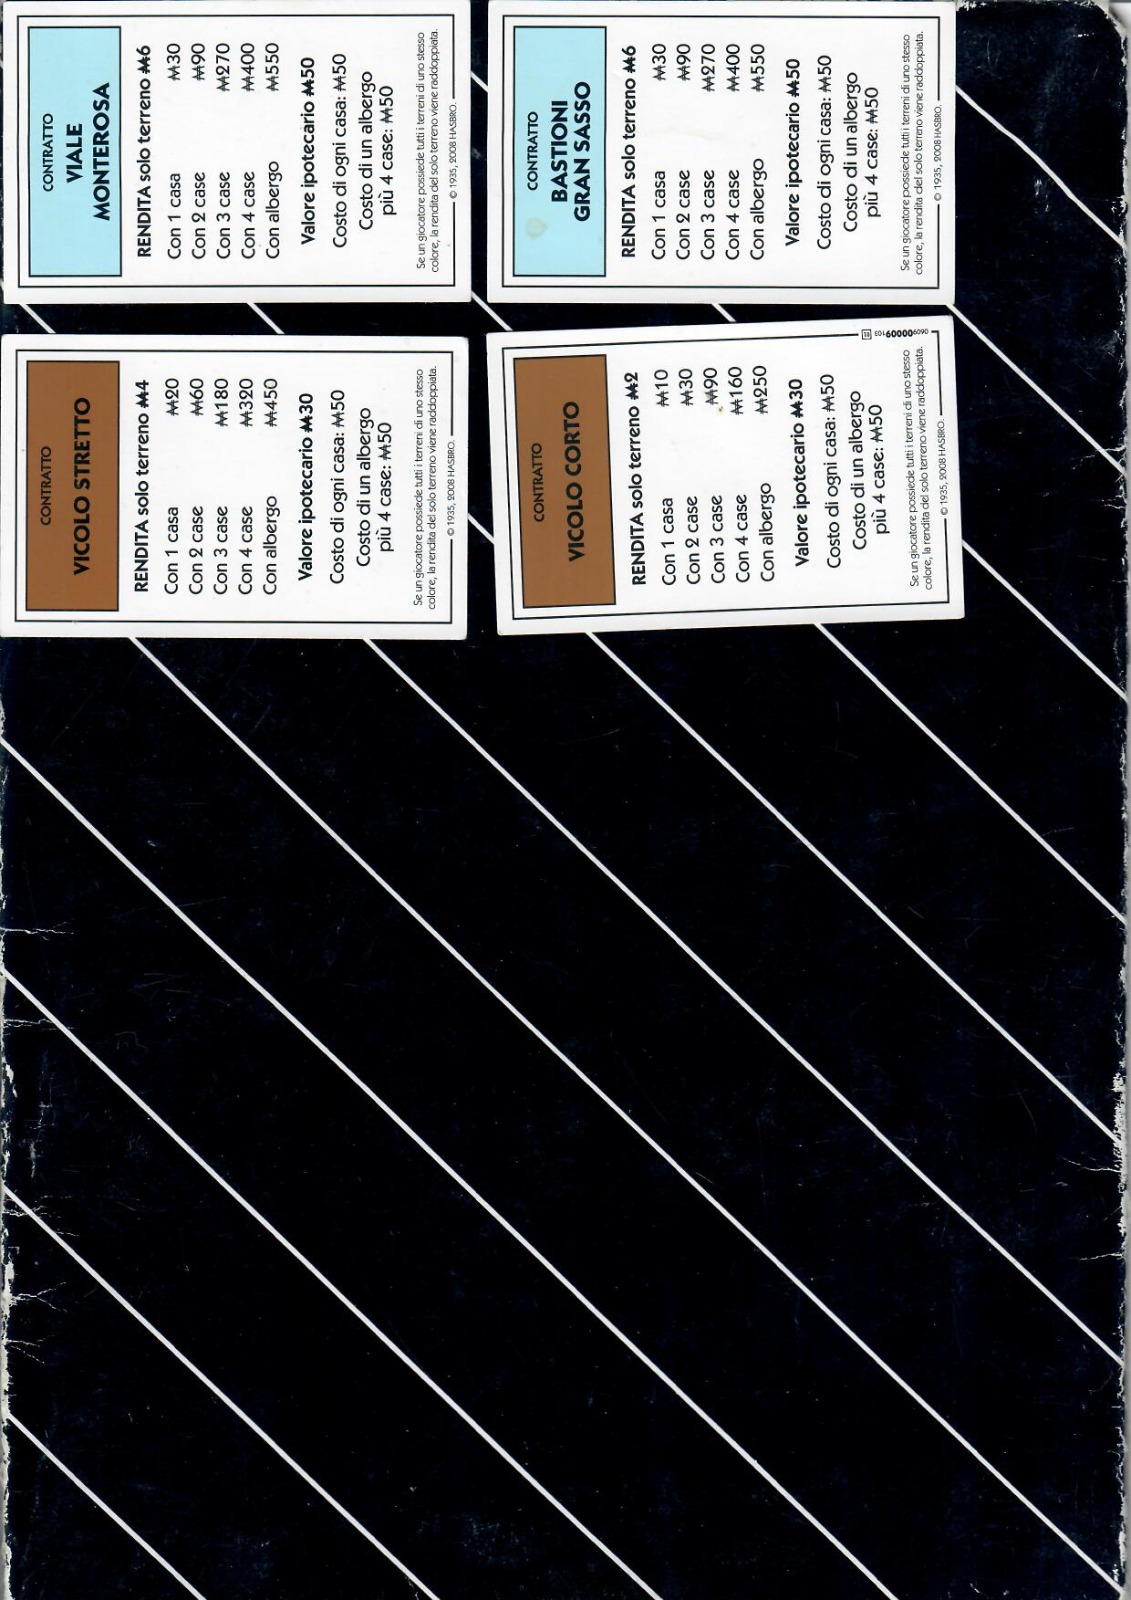 CONTRATTO
VIALE
MONTEROSA
RENDITA solo terreno ₩6
Con 1 casa ₩30
Con 2 case ₩90
Con 3 case ₩270
Con 4 case ₩400
Con albergo ₩550
Valore ipotecario ₩50
Costo di ogni casa: ₩50
Costo di un albergo
più 4 case: ₩50
Se un giocatore possiede tutti i terreni di uno stesso
colore, la rendita del solo terreno viene raddoppiata.
© 1935, 2008 HASBRO.
CONTRATTO
BASTIONI
GRAN SASSO
RENDITA solo terreno ₩6
Con 1 casa ₩30
Con 2 case ₩90
Con 3 case ₩270
Con 4 case ₩400
Con albergo ₩550
Valore ipotecario ₩50
Costo di ogni casa: ₩50
Costo di un albergo
più 4 case: ₩50
Se un giocatore possiede tutti i terreni di uno stesso
colore, la rendita del solo terreno viene raddoppiata.
© 1935, 2008 HASBRO.
CONTRATTO
VICOLO STRETTO
RENDITA solo terreno ₩4
Con 1 casa ₩20
Con 2 case ₩60
Con 3 case ₩180
Con 4 case ₩320
Con albergo ₩450
Valore ipotecario ₩30
Costo di ogni casa: ₩50
Costo di un albergo
più 4 case: ₩50
Se un giocatore possiede tutti i terreni di uno stesso
colore, la rendita del solo terreno viene raddoppiata.
© 1935, 2008 HASBRO.
CONTRATTO
VICOLO CORTO
RENDITA solo terreno ₩2
Con 1 casa ₩10
Con 2 case ₩30
Con 3 case ₩90
Con 4 case ₩160
Con albergo ₩250
Valore ipotecario ₩30
Costo di ogni casa: ₩50
Costo di un albergo
più 4 case: ₩50
Se un giocatore possiede tutti i terreni di uno stesso
colore, la rendita del solo terreno viene raddoppiata.
© 1935, 2008 HASBRO.